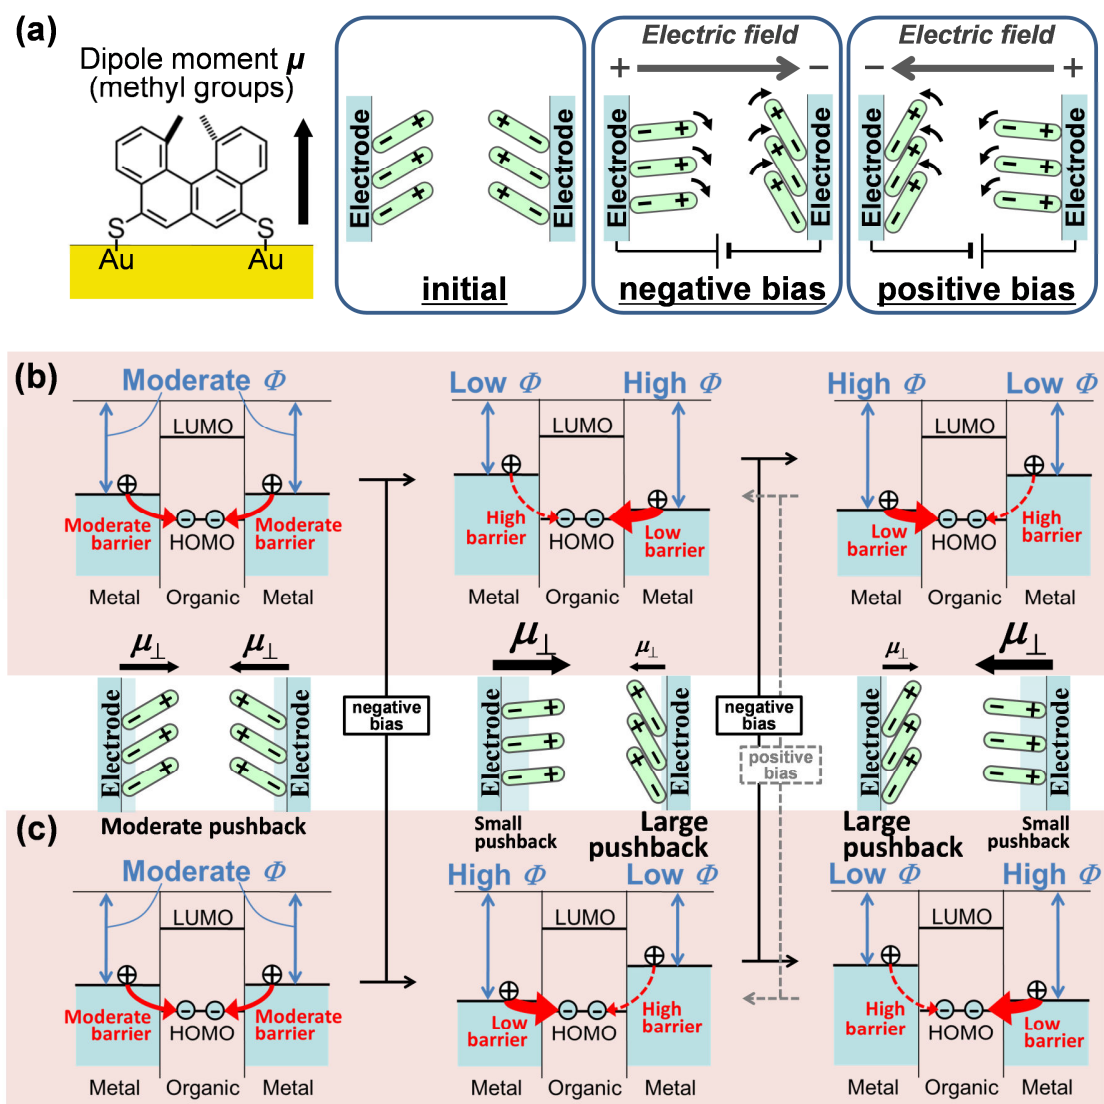 (a)
Dipole moment μ
(methyl groups)
S
S
Au
Au
Electrode
Electrode
+ − + − + −
+ − + − + −
initial
Electric field
+ −
Electrode
Electrode
− + − + − +
+ − + − + −
negative bias
Electric field
− +
Electrode
Electrode
+ − + − + −
− + − + − +
positive bias
(b)
Moderate Φ
LUMO
+
+
− −
Moderate
barrier
HOMO
Moderate
barrier
Metal
Organic
Metal
Low Φ
High Φ
LUMO
+
+
− −
High
barrier
HOMO
Low
barrier
Metal
Organic
Metal
High Φ
Low Φ
LUMO
+
+
− −
Low
barrier
HOMO
High
barrier
Metal
Organic
Metal
μ⊥
μ⊥
Electrode
Electrode
+ − + − + −
+ − + − + −
Moderate pushback
negative
bias
μ⊥
μ⊥
Electrode
Electrode
− + − + − +
+ − + − + −
Small
pushback
Large
pushback
negative
bias
positive
bias
μ⊥
μ⊥
Electrode
Electrode
+ − + − + −
− + − + − +
Large
pushback
Small
pushback
(c)
Moderate Φ
LUMO
+
+
− −
Moderate
barrier
HOMO
Moderate
barrier
Metal
Organic
Metal
High Φ
Low Φ
LUMO
+
+
− −
Low
barrier
HOMO
High
barrier
Metal
Organic
Metal
Low Φ
High Φ
LUMO
+
+
− −
High
barrier
HOMO
Low
barrier
Metal
Organic
Metal